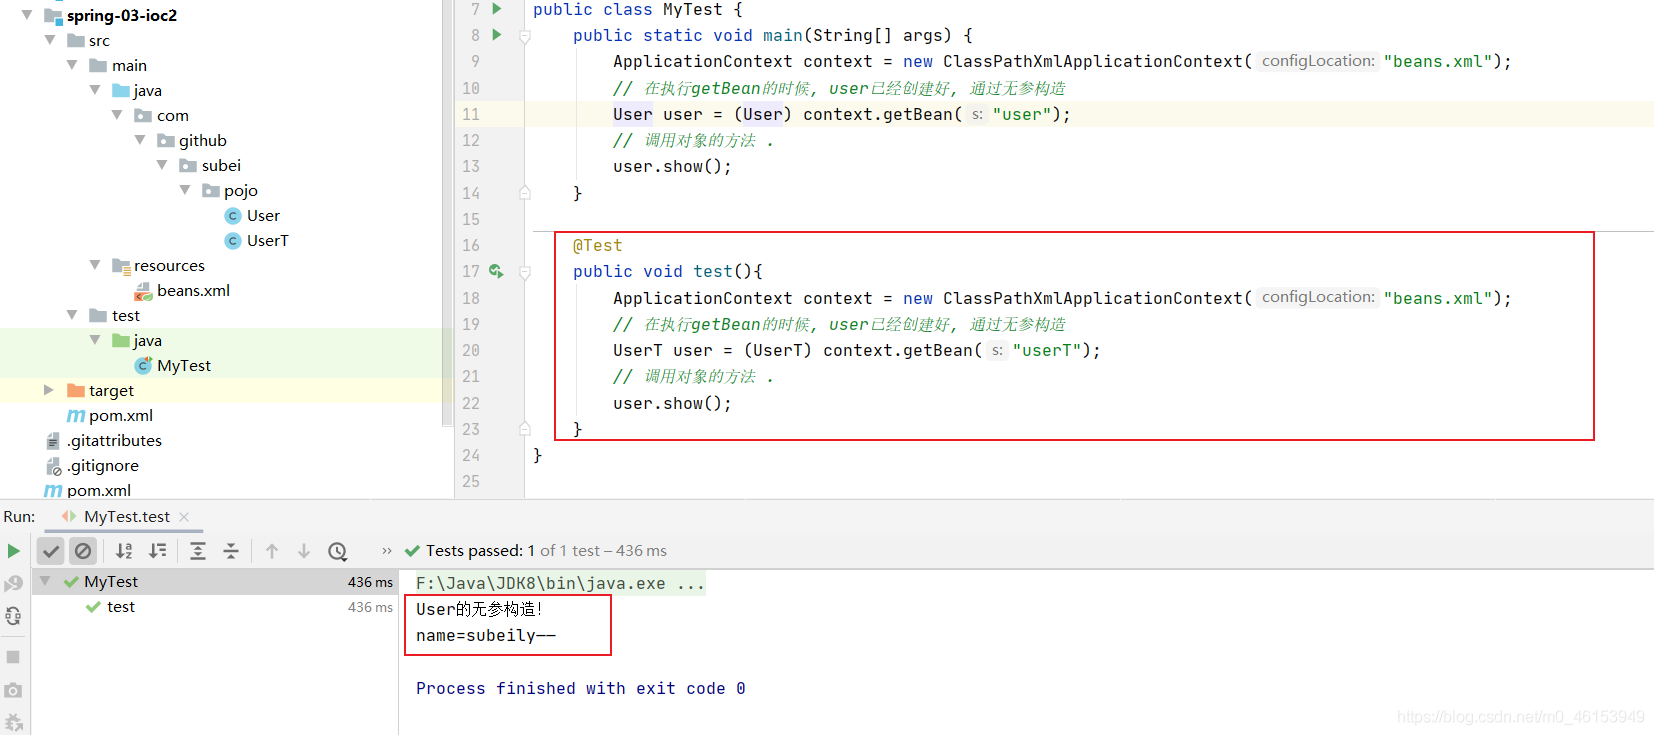 spring-03-ioc2
src
main
java
com
github
subei
pojo
User
UserT
resources
beans.xml
test
java
MyTest
target
pom.xml
.gitattributes
.gitignore
pom.xml
7 public class MyTest {
8 public static void main(String[] args) {
9 ApplicationContext context = new ClassPathXmlApplicationContext( configLocation: "beans.xml");
10 // 在执行getBean的时候, user已经创建好, 通过无参构造
11 User user = (User) context.getBean( s: "user");
12 // 调用对象的方法 .
13 user.show();
14 }
15
16 @Test
17 public void test(){
18 ApplicationContext context = new ClassPathXmlApplicationContext( configLocation: "beans.xml");
19 // 在执行getBean的时候, user已经创建好, 通过无参构造
20 UserT user = (UserT) context.getBean( s: "userT");
21 // 调用对象的方法 .
22 user.show();
23 }
24 }
25
Run: MyTest.test
Tests passed: 1 of 1 test – 436 ms
MyTest 436 ms
test 436 ms
F:\Java\JDK8\bin\java.exe ...
User的无参构造!
name=subeily——
Process finished with exit code 0
https://blog.csdn.net/m0_46153949